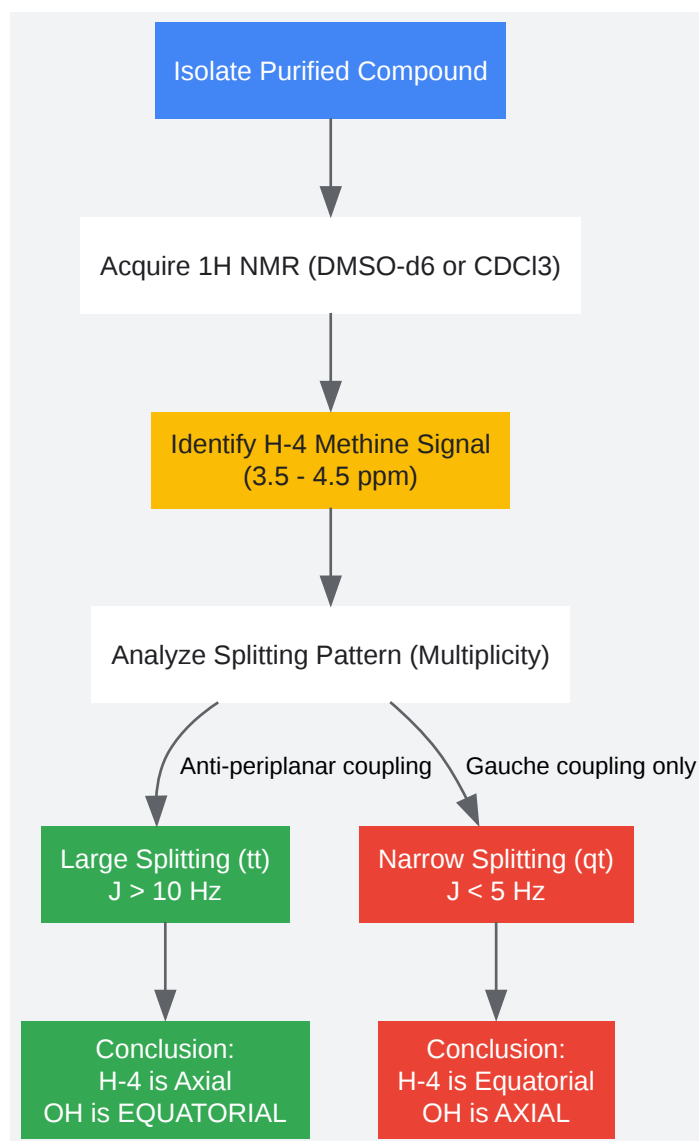 Isolate Purified Compound
Acquire 1H NMR (DMSO-d6 or CDCl3)
Identify H-4 Methine Signal
(3.5 - 4.5 ppm)
Analyze Splitting Pattern (Multiplicity)
Anti-periplanar coupling
Gauche coupling only
Large Splitting (tt)
J > 10 Hz
Narrow Splitting (qt)
J < 5 Hz
Conclusion:
H-4 is Axial
OH is EQUATORIAL
Conclusion:
H-4 is Equatorial
OH is AXIAL